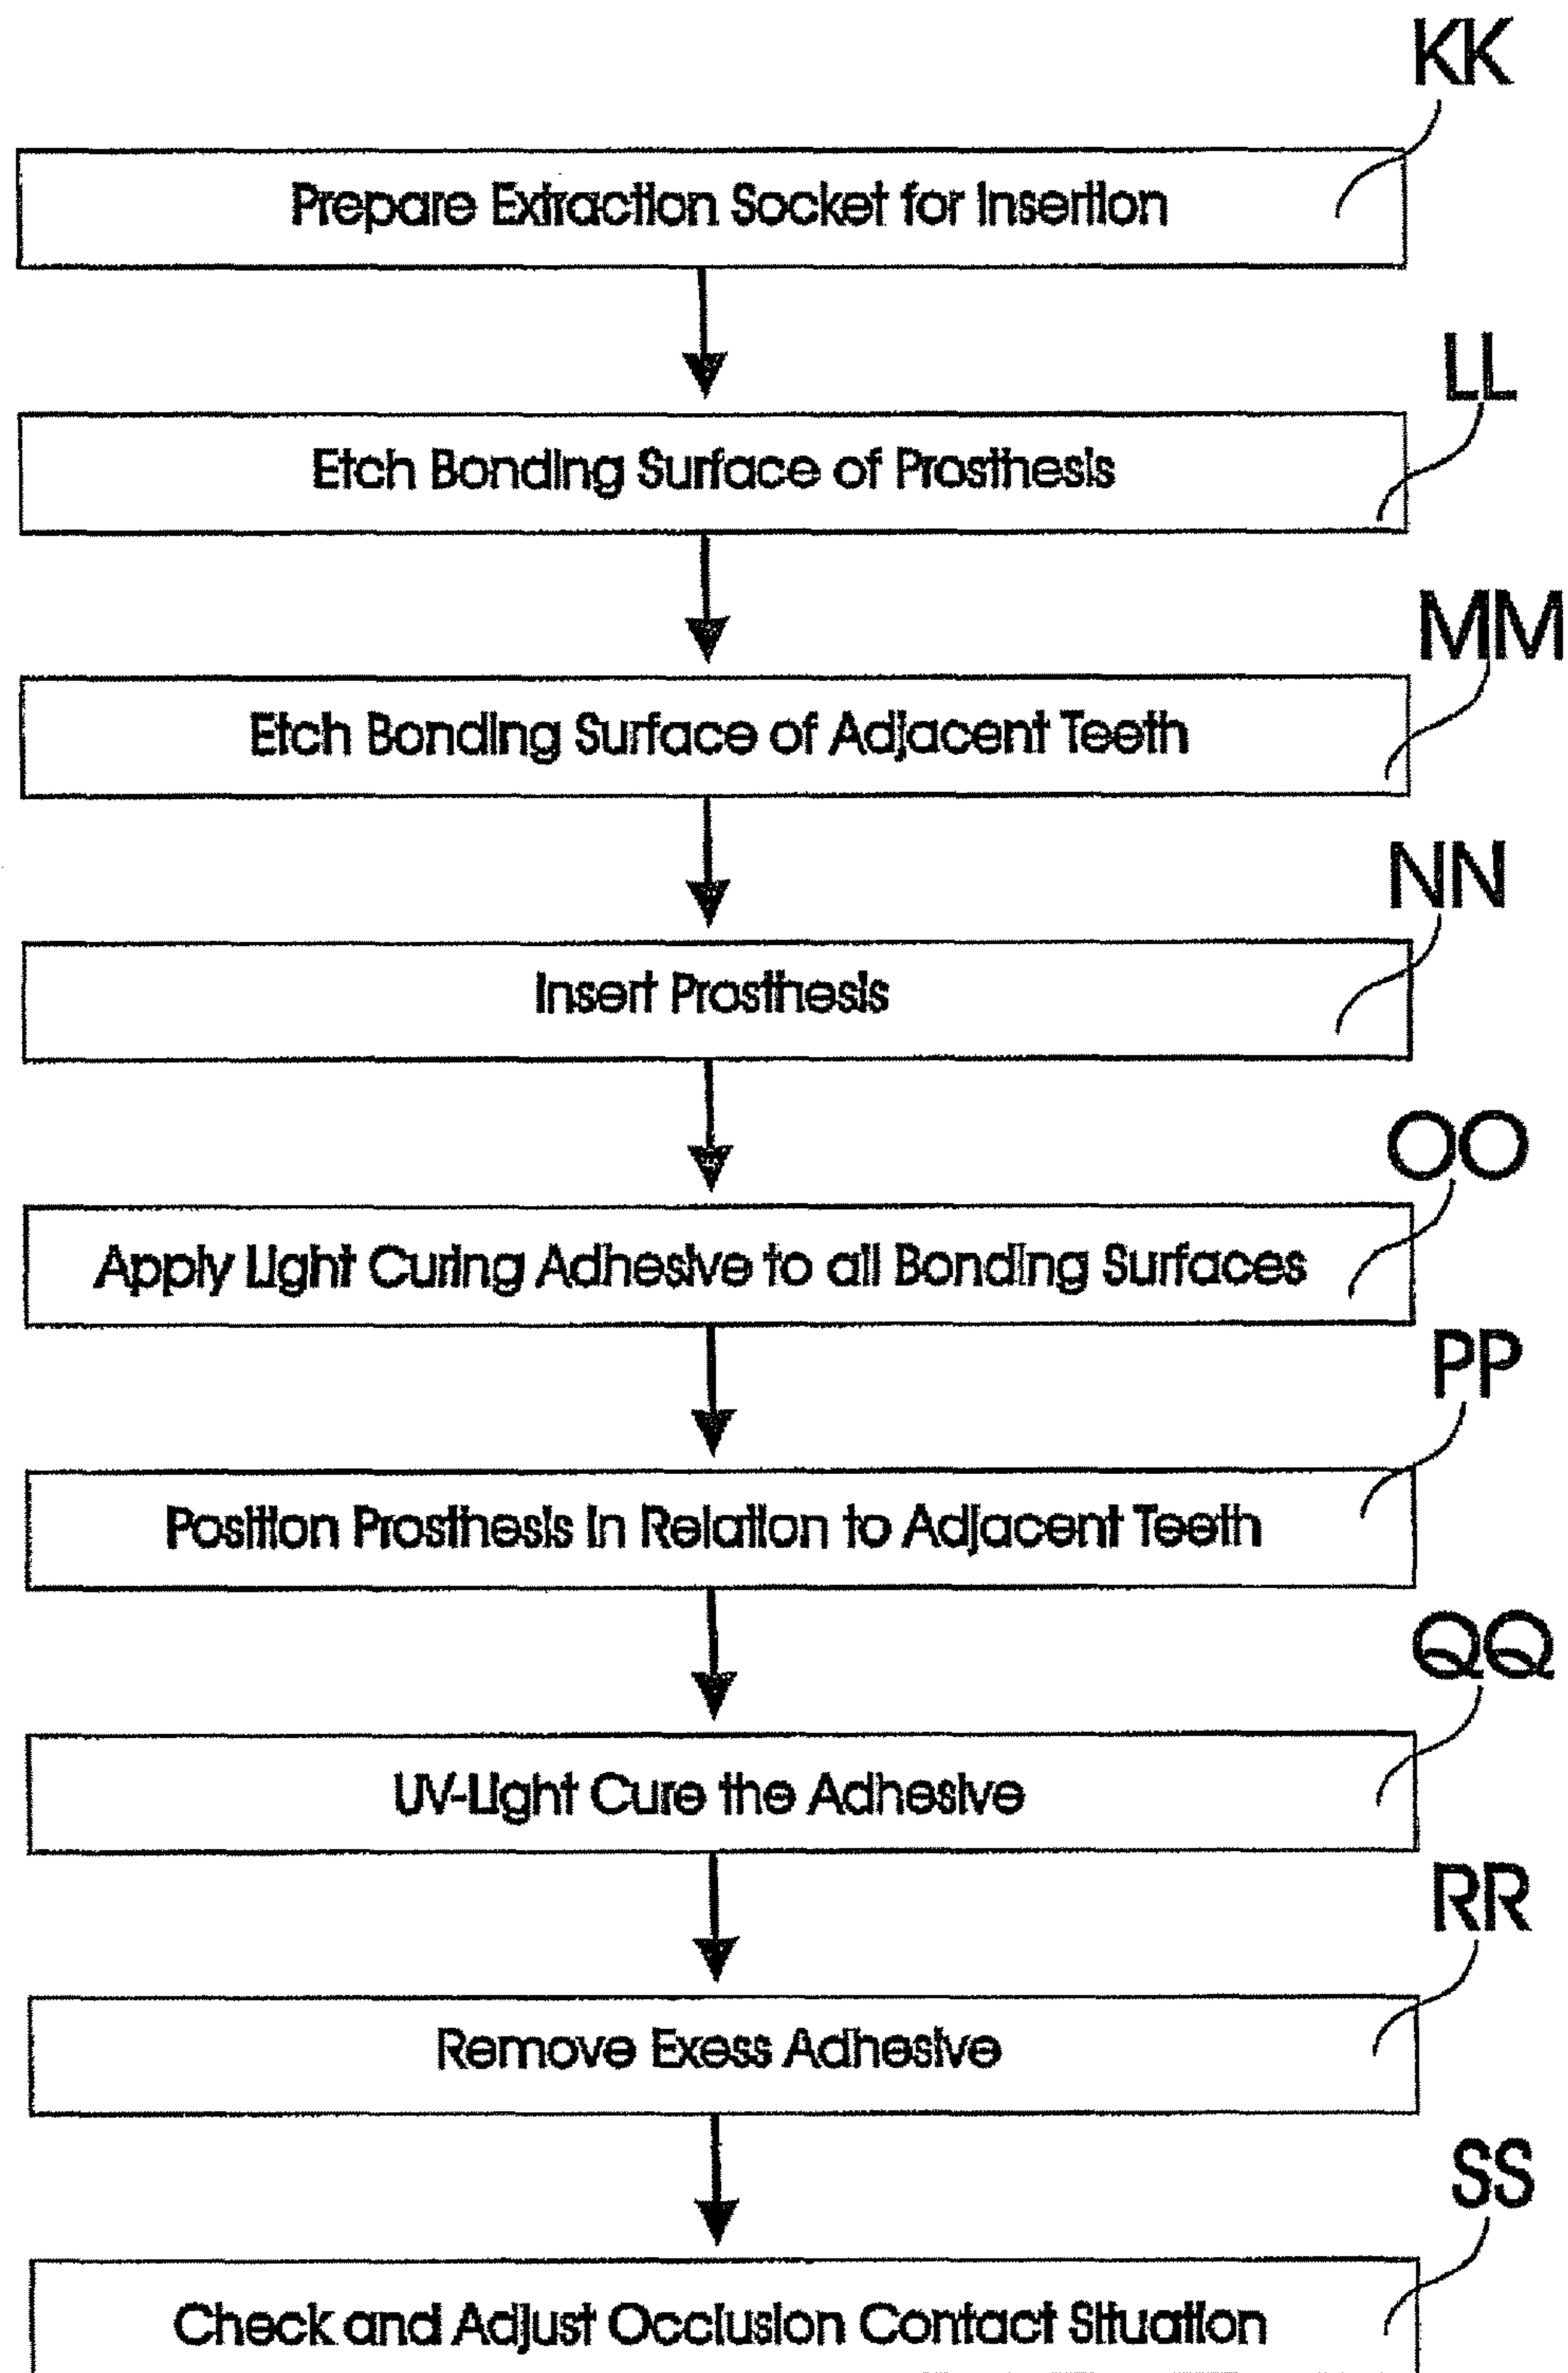 KK
Prepare Extraction Socket for Insertion
LL
Etch Bonding Surface of Prosthesis
MM
Etch Bonding Surface of Adjacent Teeth
NN
Insert Prosthesis
OO
Apply Light Curing Adhesive to all Bonding Surfaces
PP
Position Prosthesis in Relation to Adjacent Teeth
QQ
UV-Light Cure the Adhesive
RR
Remove Exess Adhesive
SS
Check and Adjust Occlusion Contact Situation